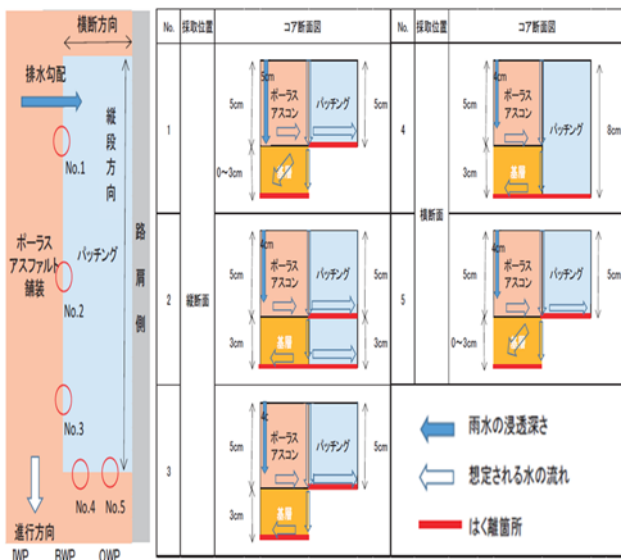 横断方向
排水勾配
縦段方向
No.1
ポーラス
アスファルト
舗装
パッチング
路肩側
No.2
No.3
No.4
No.5
進行方向
IWP
BWP
OWP
No.
採取位置
コア断面図
No.
採取位置
コア断面図
1
5cm
5cm
ポーラス
アスコン
パッチング
5cm
0～3cm
2
縦断面
5cm
4cm
ポーラス
アスコン
パッチング
5cm
3cm
基層
3cm
3
5cm
ポーラス
アスコン
パッチング
5cm
3cm
基層
4
横断面
5cm
4cm
ポーラス
アスコン
パッチング
8cm
3cm
基層
5
5cm
4cm
ポーラス
アスコン
パッチング
5cm
0～3cm
雨水の浸透深さ
想定される水の流れ
はく離箇所